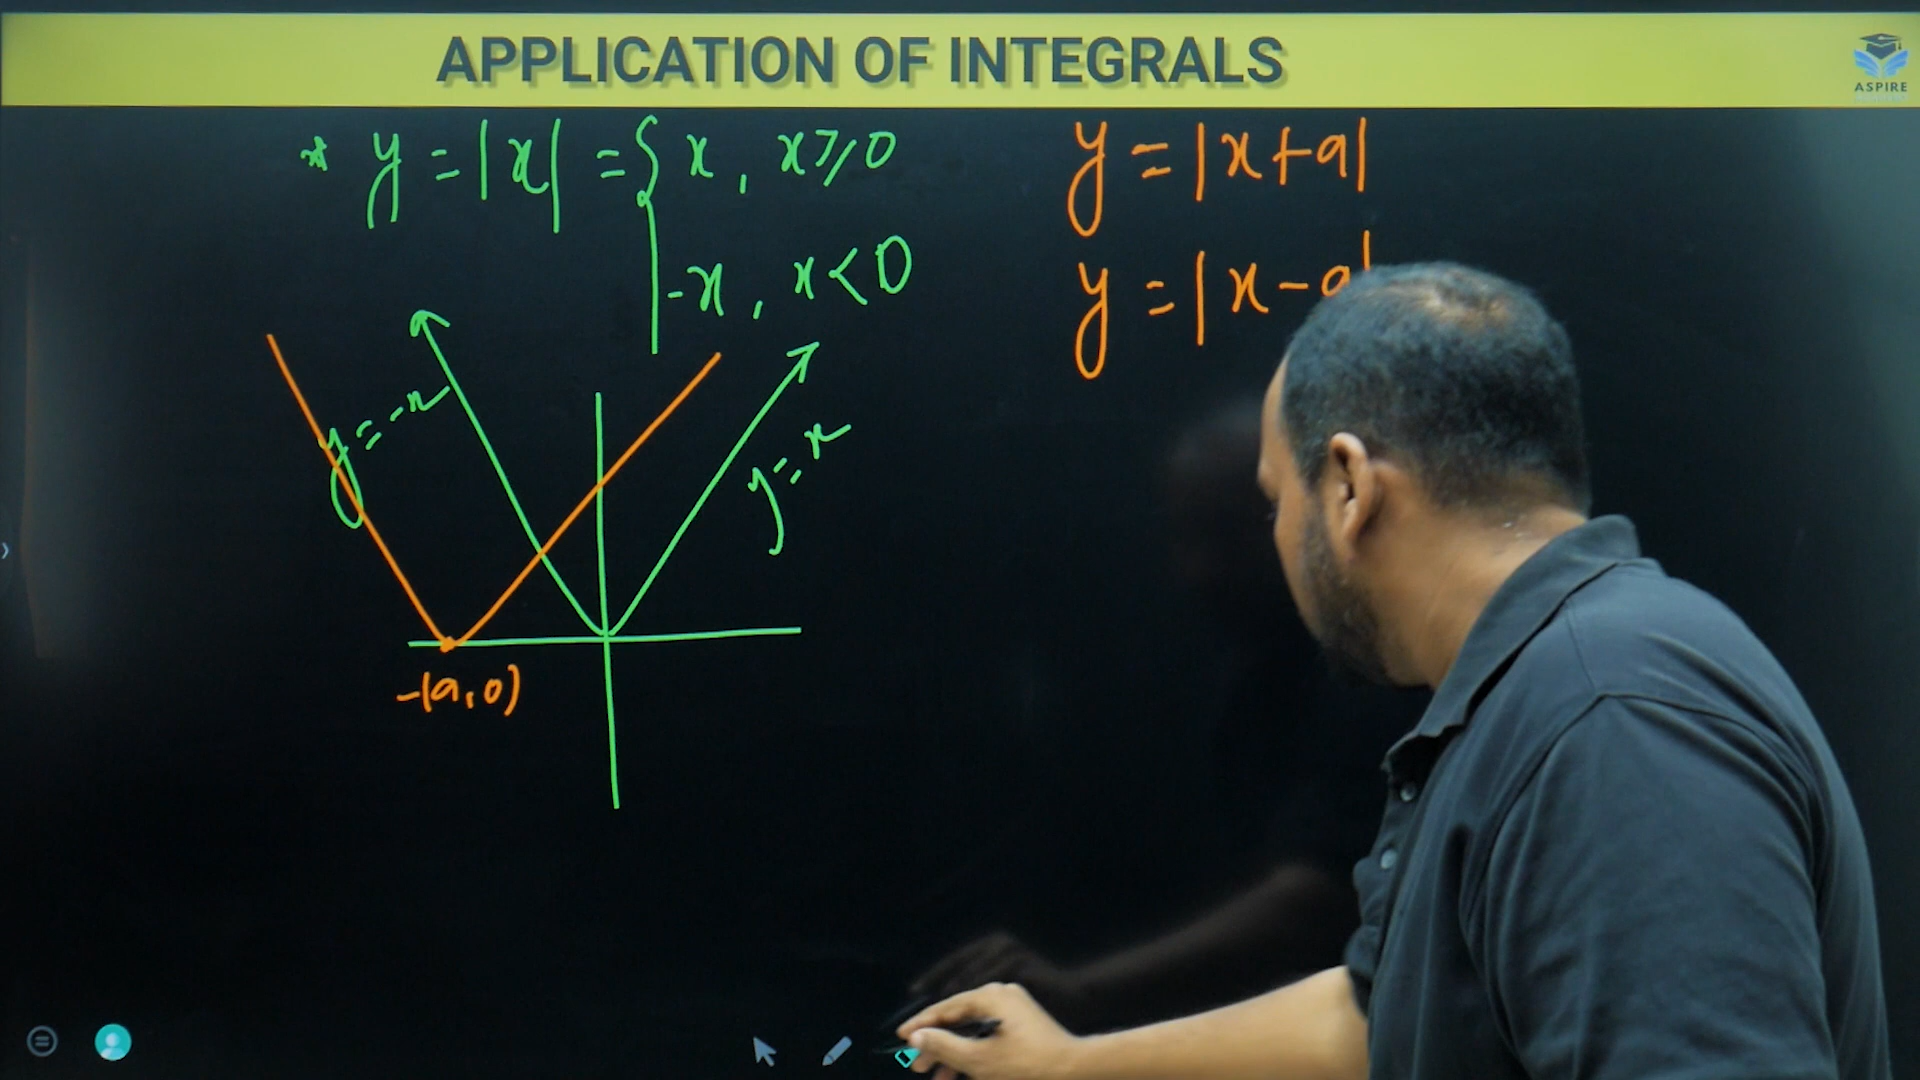 APPLICATION OF INTEGRALS
ASPIRE
* y = |x| = { x, x ≥ 0
-x, x < 0
y = |x+a|
y = |x-a|
y = -x
y = x
-(a, 0)